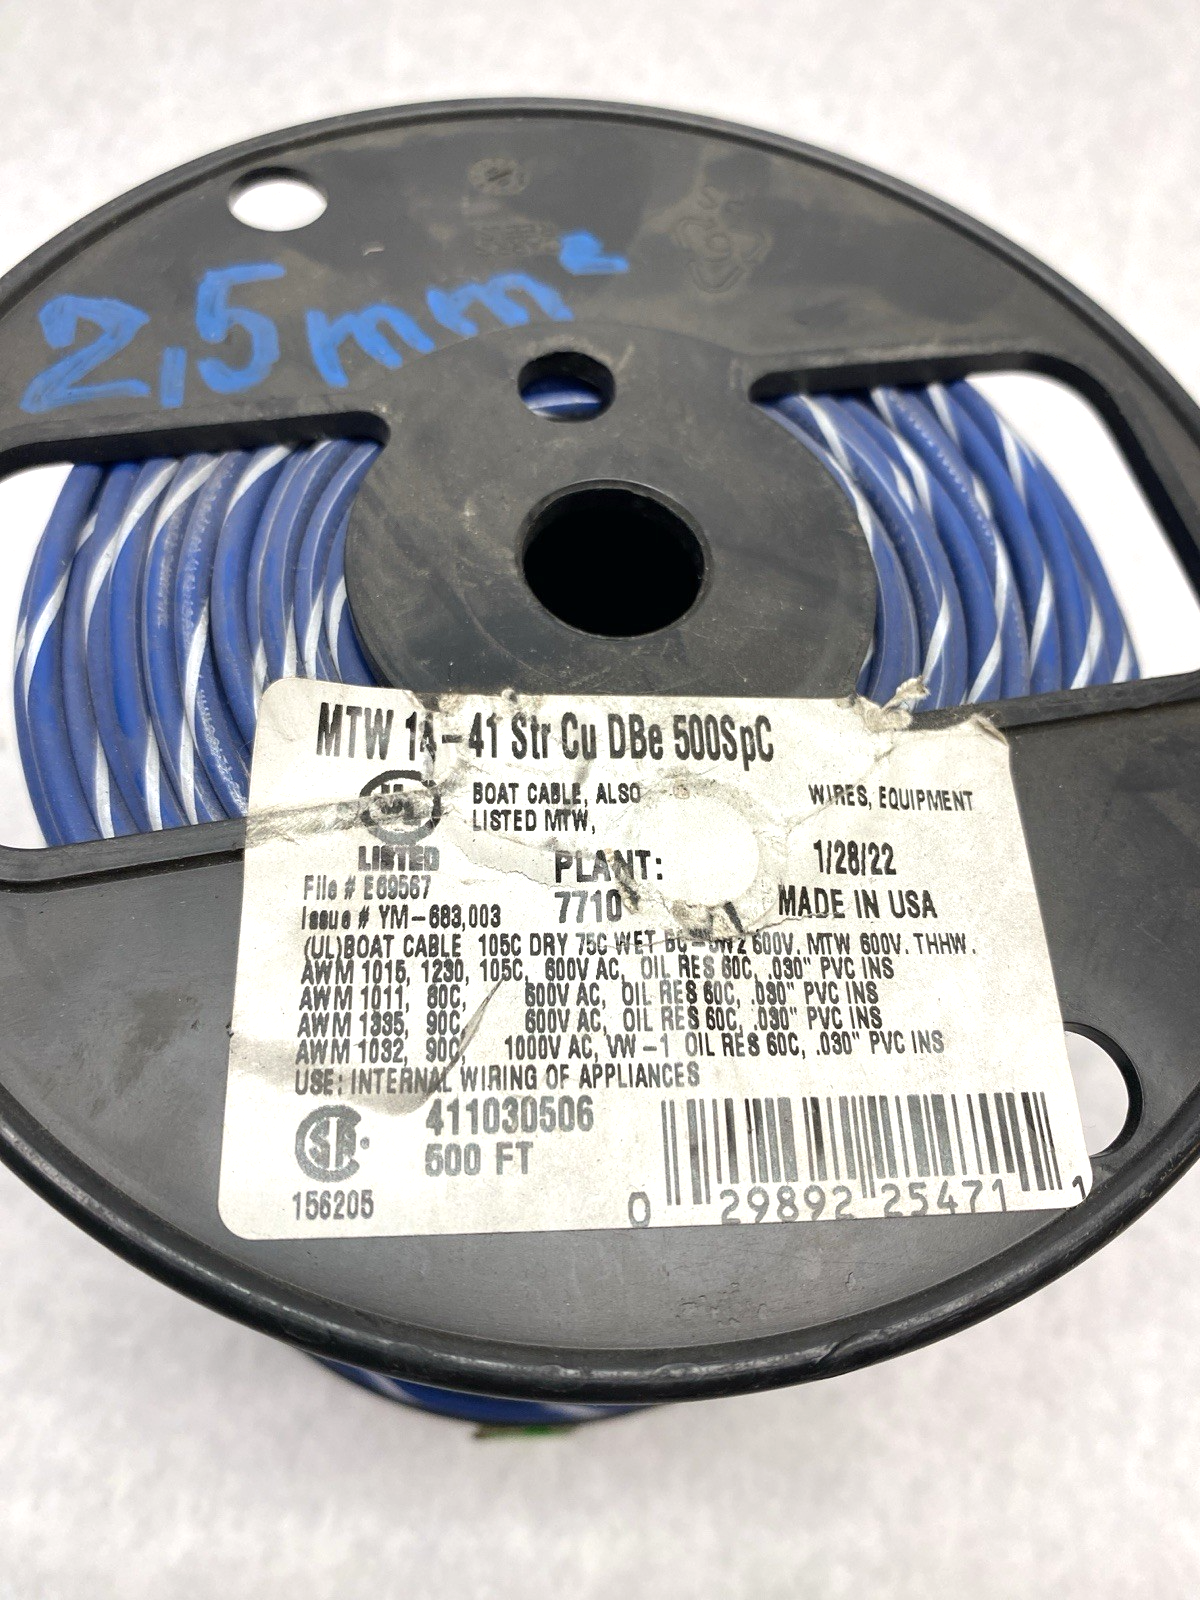 2,5mm²
MTW 14-41 Str Cu DBe 500SpC
UL
LISTED
BOAT CABLE, ALSO
LISTED MTW,
WIRES, EQUIPMENT
File # E69567
Issue # YM-683,003
PLANT:
7710
1/28/22
MADE IN USA
(UL)BOAT CABLE 105C DRY 75C WET BC-5W2 600V. MTW 600V. THHW.
AWM 1015, 1230, 105C, 600V AC, OIL RES 60C, .030" PVC INS
AWM 1011, 80C, 600V AC, OIL RES 60C, .030" PVC INS
AWM 1335, 90C, 600V AC, OIL RES 60C, .030" PVC INS
AWM 1032, 90C, 1000V AC, VW-1 OIL RES 60C, .030" PVC INS
USE: INTERNAL WIRING OF APPLIANCES
411030506
500 FT
156205
0 29892 25471 1